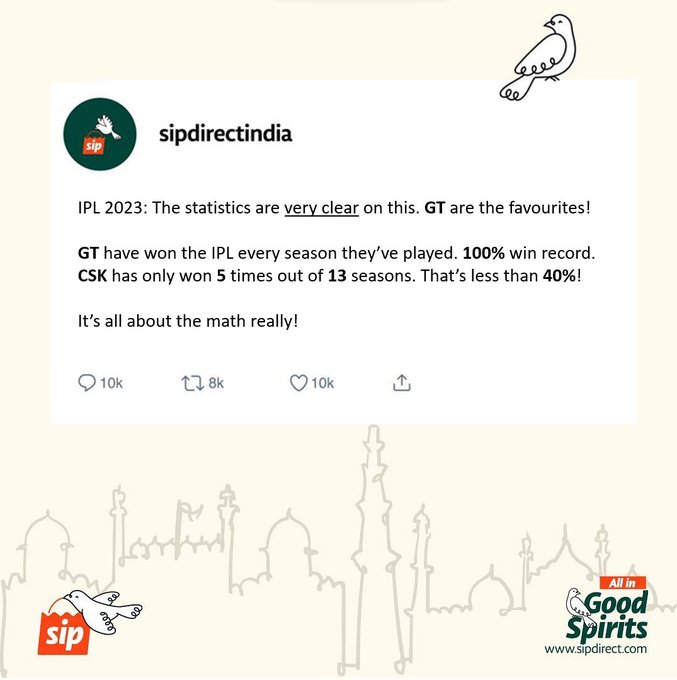 sip
sipdirectindia
IPL 2023: The statistics are very clear on this. GT are the favourites!
GT have won the IPL every season they’ve played. 100% win record.
CSK has only won 5 times out of 13 seasons. That’s less than 40%!
It’s all about the math really!
10k 8k 10k
sip
All in
Good
Spirits
www.sipdirect.com